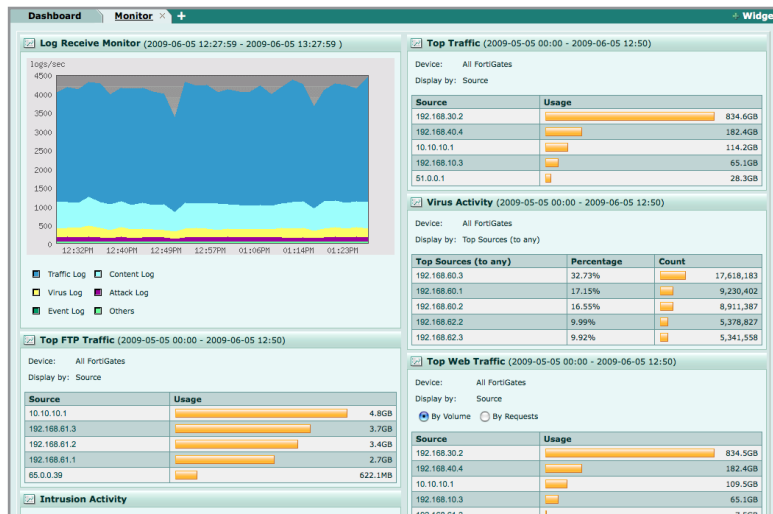 Dashboard
Monitor × +
+ Widge
Log Receive Monitor (2009-06-05 12:27:59 - 2009-06-05 13:27:59 )
logs/sec
4500
4000
3500
3000
2500
2000
1500
1000
500
0
12:32PM 12:40PM 12:49PM 12:57PM 01:06PM 01:14PM 01:23PM
Traffic Log Content Log
Virus Log Attack Log
Event Log Others
Top FTP Traffic (2009-05-05 00:00 - 2009-06-05 12:50)
Device: All FortiGates
Display by: Source
Source Usage
10.10.10.1 4.8GB
192.168.61.3 3.7GB
192.168.61.2 3.4GB
192.168.61.1 2.7GB
65.0.0.39 622.1MB
Intrusion Activity
Top Traffic (2009-05-05 00:00 - 2009-06-05 12:50)
Device: All FortiGates
Display by: Source
Source Usage
192.168.30.2 834.6GB
192.168.40.4 182.4GB
10.10.10.1 114.2GB
192.168.10.3 65.1GB
51.0.0.1 28.3GB
Virus Activity (2009-05-05 00:00 - 2009-06-05 12:50)
Device: All FortiGates
Display by: Top Sources (to any)
Top Sources (to any) Percentage Count
192.168.60.3 32.73% 17,618,183
192.168.60.1 17.15% 9,230,402
192.168.60.2 16.55% 8,911,387
192.168.62.2 9.99% 5,378,827
192.168.62.3 9.92% 5,341,558
Top Web Traffic (2009-05-05 00:00 - 2009-06-05 12:50)
Device: All FortiGates
Display by: Source
By Volume By Requests
Source Usage
192.168.30.2 834.5GB
192.168.40.4 182.4GB
10.10.10.1 109.5GB
192.168.10.3 65.1GB